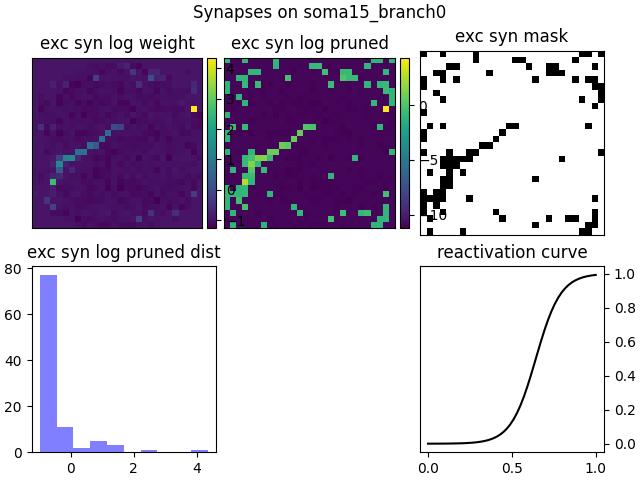 Synapses on soma15_branch0
exc syn log weight
exc syn log pruned
exc syn mask
4
3
2
1
0
−1
0
−5
−10
exc syn log pruned dist
reactivation curve
80
60
40
20
0
0 2 4
1.0
0.8
0.6
0.4
0.2
0.0
0.0 0.5 1.0